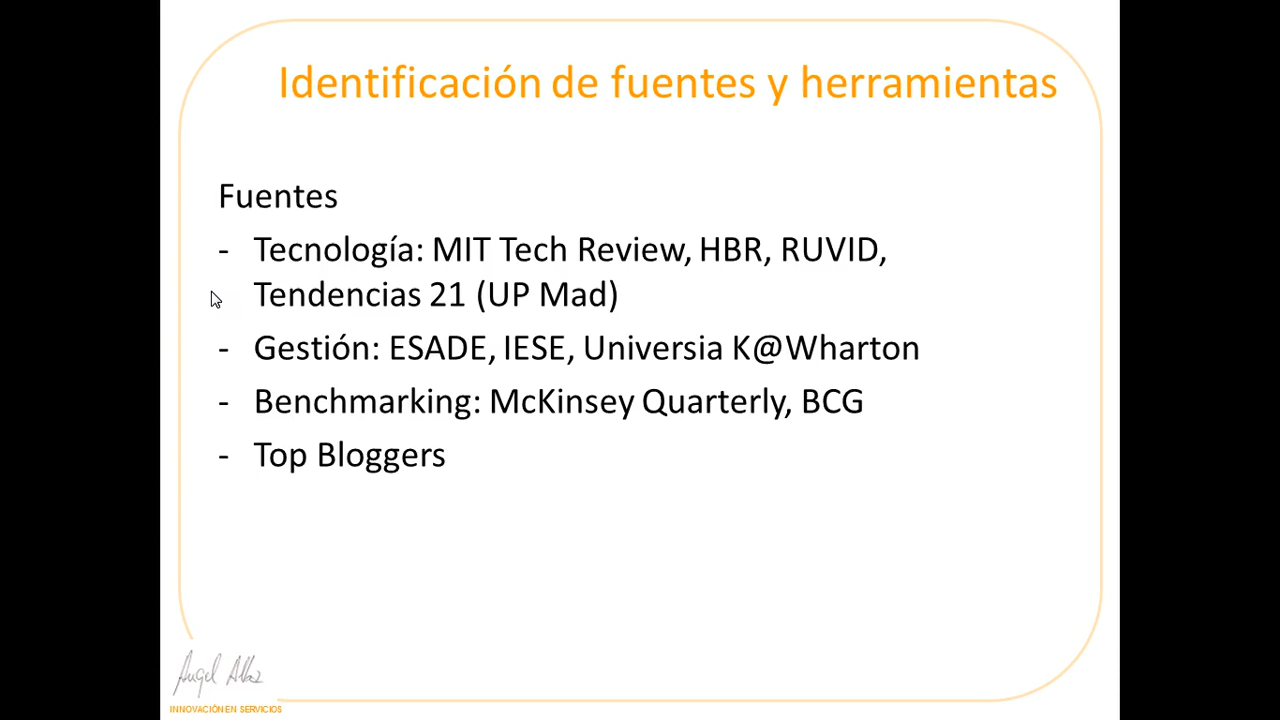 Identificación de fuentes y herramientas
Fuentes
- Tecnología: MIT Tech Review, HBR, RUVID,
Tendencias 21 (UP Mad)
- Gestión: ESADE, IESE, Universia K@Wharton
- Benchmarking: McKinsey Quarterly, BCG
- Top Bloggers
Angel
INNOVACIÓN EN SERVICIOS